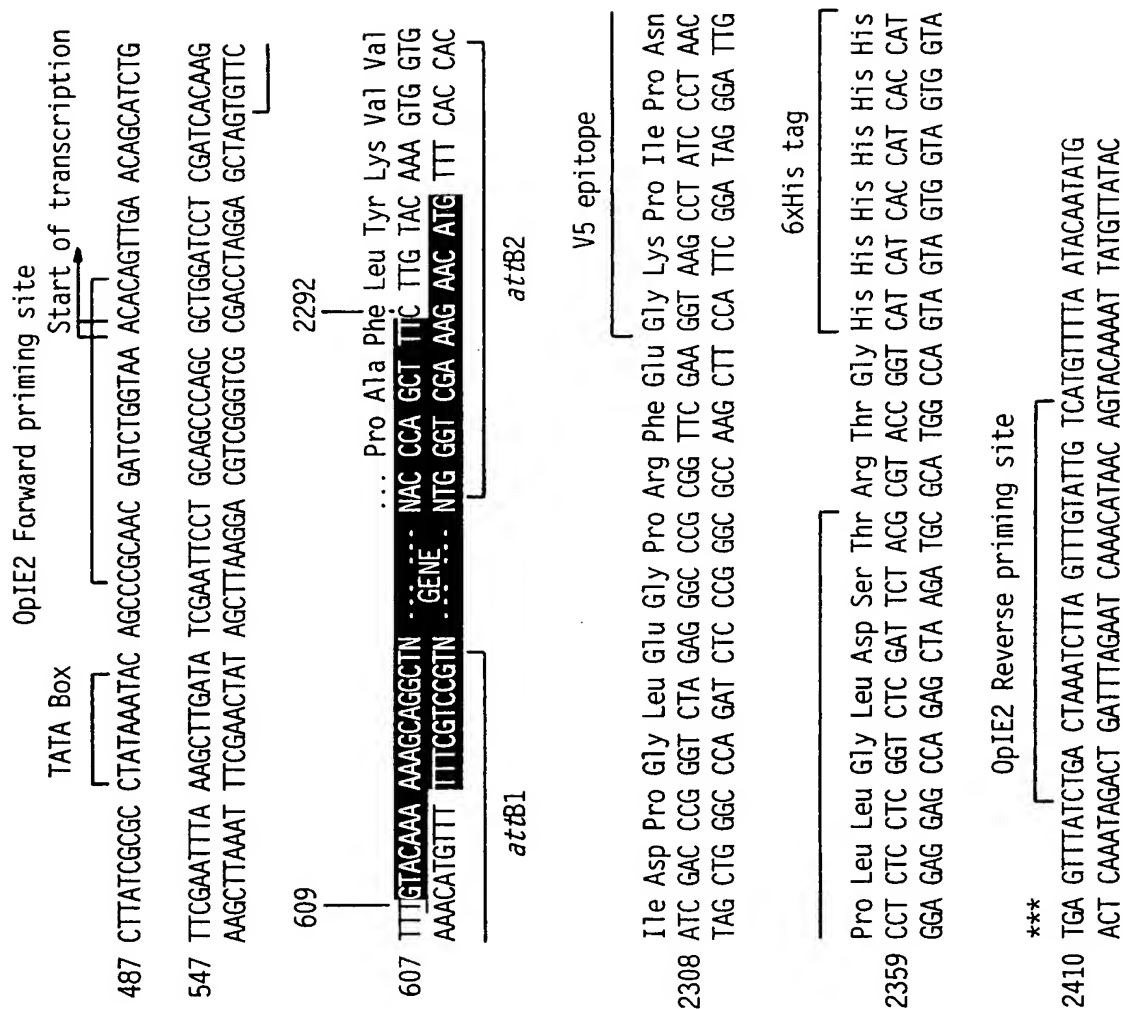 OpIE2 Forward priming site
TATA Box
Start of transcription
487 CTTATCGCGC CTATAAATAC AGCCCGCAAC GATCTGGTAA ACACAGTTGA ACAGCATCTG
547 TTCGAATTTA AAGCTTGATA TCGAATTCCT GCAGCCCAGC GCTGGATCCT CGATCACAAG
AAGCTTAAAT TTCGAACTAT AGCTTAAGGA CGTCGGGTCG CGACCTAGGA GCTAGTGTTC
609
2292
... Pro Ala Phe Leu Tyr Lys Val Val
607 TTTGTACAAA AAAGCAGGCTN ... ... NAC CCA GCT TTC TTG TAC AAA GTG GTG
GENE
AAACATGTTT TTTCGTCCGTN ... ... NTG GGT CGA AAG AAC ATG TTT CAC CAC
attB1
attB2
V5 epitope
Ile Asp Pro Gly Leu Glu Gly Pro Arg Phe Glu Gly Lys Pro Ile Pro Asn
2308 ATC GAC CCG GGT CTA GAG GGC CCG CGG TTC GAA GGT AAG CCT ATC CCT AAC
TAG CTG GGC CCA GAT CTC CCG GGC GCC AAG CTT CCA TTC GGA TAG GGA TTG
6xHis tag
Pro Leu Leu Gly Leu Asp Ser Thr Arg Thr Gly His His His His His His
2359 CCT CTC CTC GGT CTC GAT TCT ACG CGT ACC GGT CAT CAT CAC CAT CAC CAT
GGA GAG GAG CCA GAG CTA AGA TGC GCA TGG CCA GTA GTA GTG GTA GTG GTA
OpIE2 Reverse priming site
***
2410 TGA GTTTATCTGA CTAAATCTTA GTTTGTATTG TCATGTTTTA ATACAATATG
ACT CAAATAGACT GATTTAGAAT CAAACATAAC AGTACAAAAT TATGTTATAC